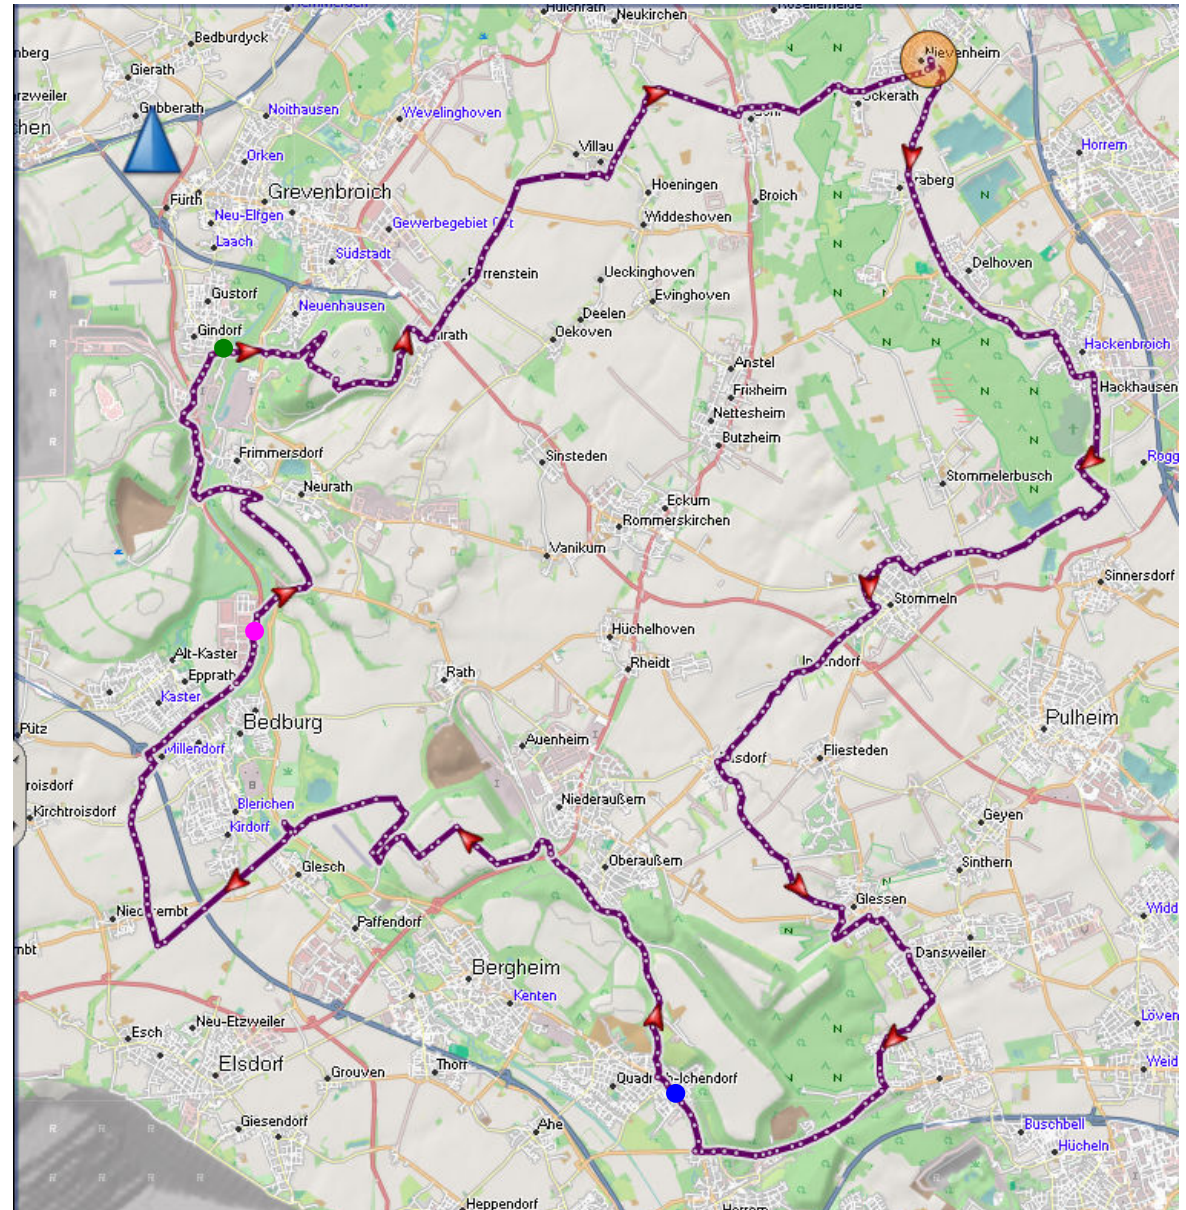 Neukirchen
Bedburdyck
Nievenheim
Gierath
Noithausen
Wevelinghoven
Horrem
Orken
Villau
Grevenbroich
Hoeningen
Broich
Fürth
Neu-Elfgen
Widdeshoven
Laach
Südstadt
Delhoven
Ueckinghoven
Gustorf
Evinghoven
Neuenhausen
Deelen
Gindorf
Oekoven
Hackenbroich
Anstel
Hackhausen
Frixheim
Nettesheim
Butzheim
Frimmersdorf
Sinsteden
Stommelerbusch
Neurath
Eckum
Rommerskirchen
Vanikum
Sinnersdorf
Stommeln
Hüchelhoven
Alt-Kaster
Rheidt
Epprath
Rath
Kaster
Pulheim
Bedburg
Pütz
Auenheim
Millendorf
Fliesteden
Niederaußem
Blerichen
Kirchtroisdorf
Geyen
Kirdorf
Oberaußem
Sinthern
Glesch
Glessen
Paffendorf
Dansweiler
Bergheim
Kenten
Neu-Etzweiler
Esch
Elsdorf
Thorr
Grouven
Giesendorf
Ahe
Buschbell
Hücheln
Heppendorf